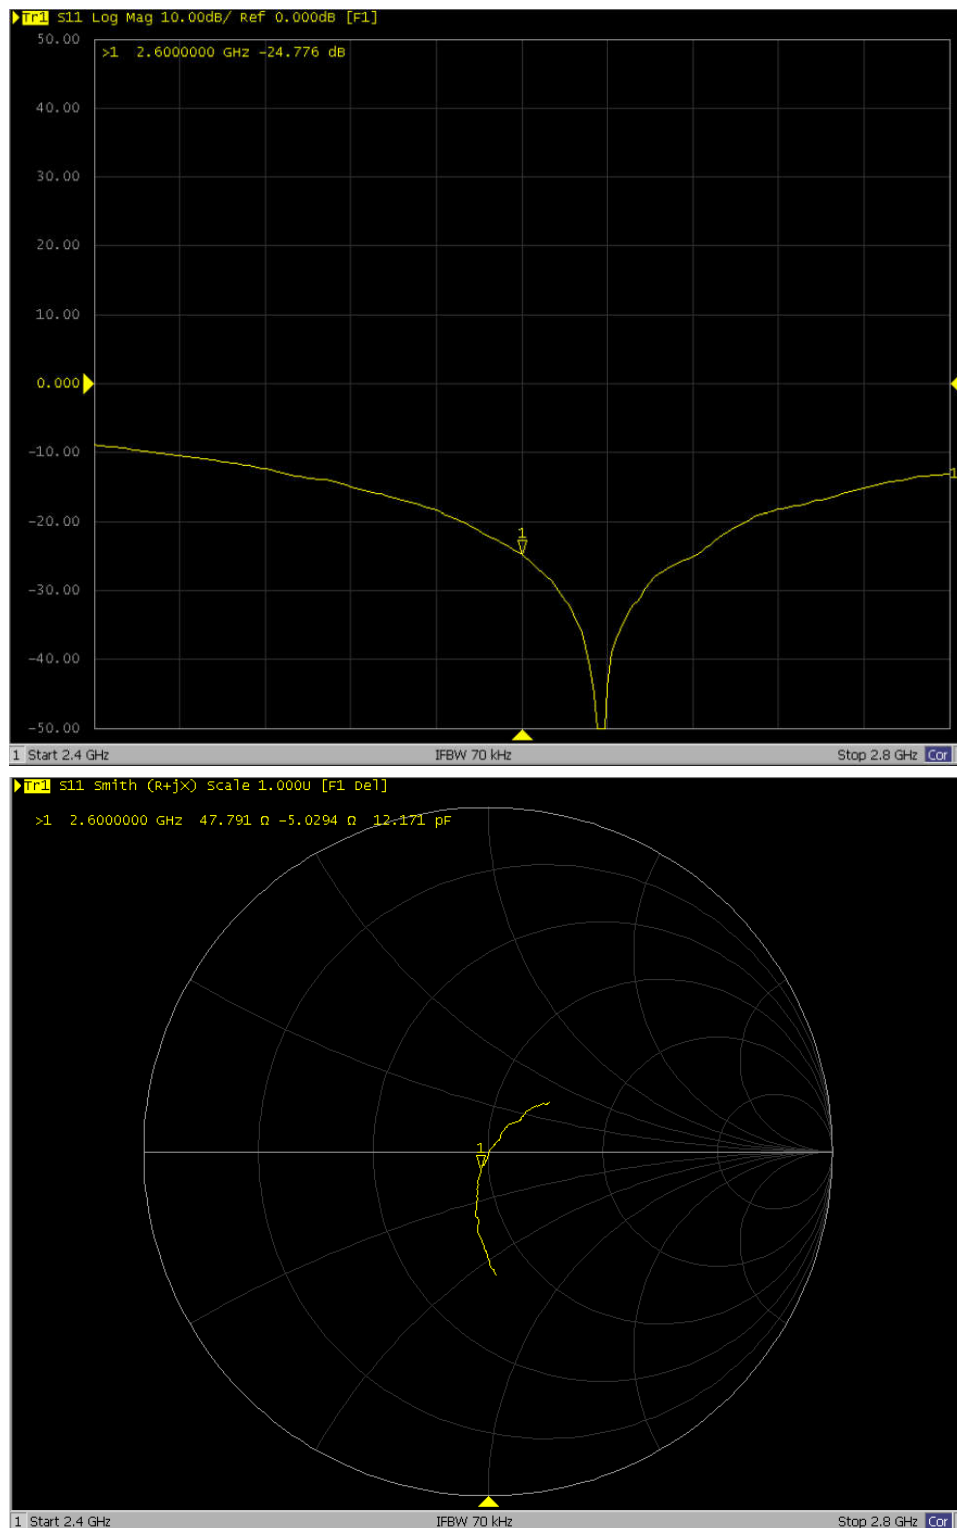 Tr1 S11 Log Mag 10.00dB/ Ref 0.000dB [F1]
50.00
>1 2.6000000 GHz -24.776 dB
40.00
30.00
20.00
10.00
0.000
-10.00
1
-20.00
1
-30.00
-40.00
-50.00
1 Start 2.4 GHz IFBW 70 kHz Stop 2.8 GHz Cor
Tr1 S11 Smith (R+jX) Scale 1.000U [F1 Del]
>1 2.6000000 GHz 47.791 Ω -5.0294 Ω 12.171 pF
1
1 Start 2.4 GHz IFBW 70 kHz Stop 2.8 GHz Cor